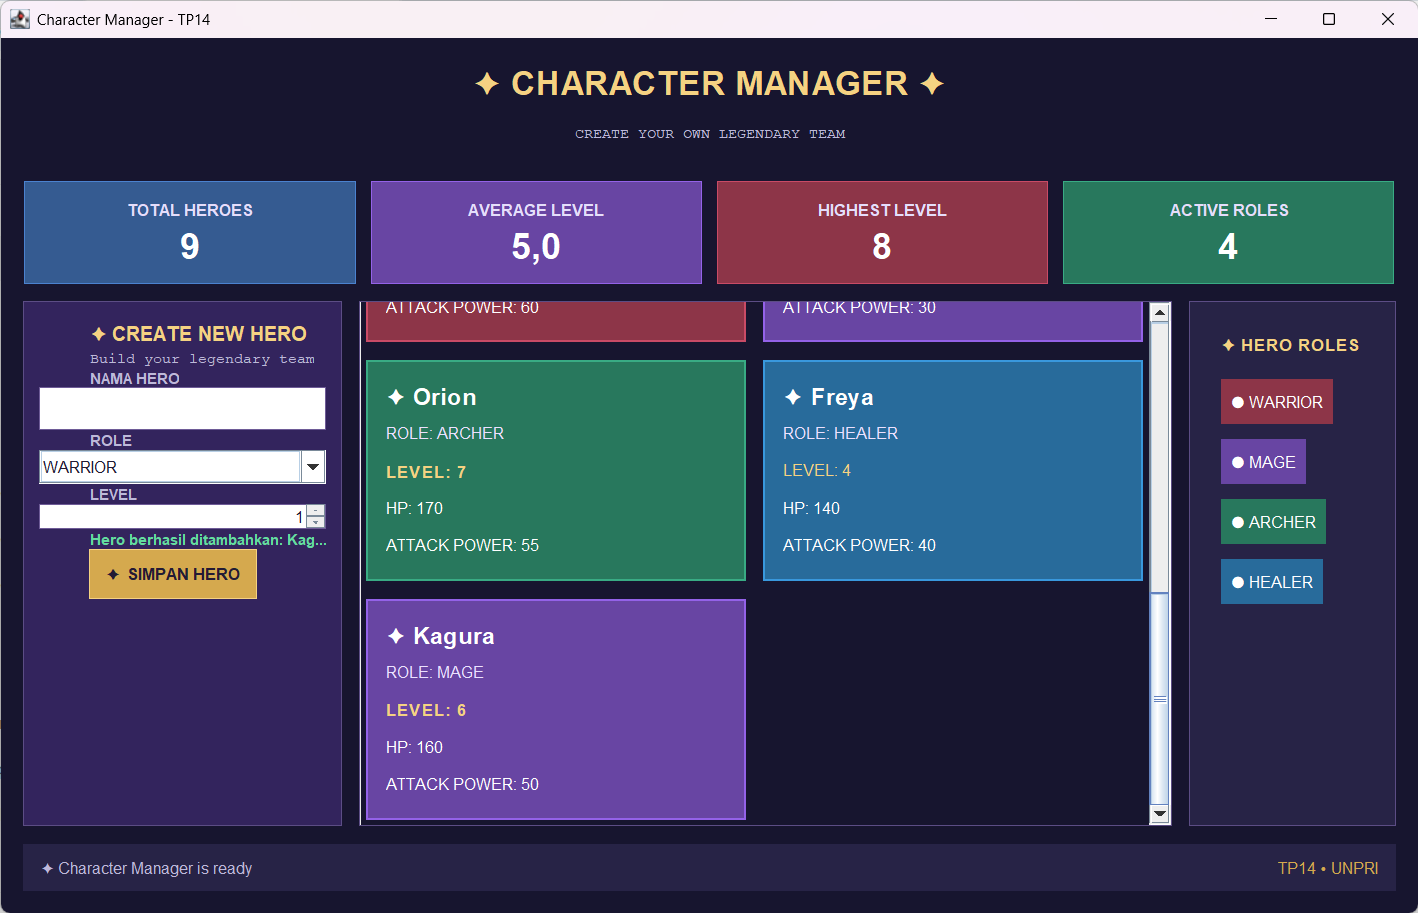 Character Manager - TP14
✦ CHARACTER MANAGER ✦
CREATE YOUR OWN LEGENDARY TEAM
TOTAL HEROES
9
AVERAGE LEVEL
5,0
HIGHEST LEVEL
8
ACTIVE ROLES
4
✦ CREATE NEW HERO
Build your legendary team
NAMA HERO
ROLE
WARRIOR
LEVEL
1
Hero berhasil ditambahkan: Kag...
✦ SIMPAN HERO
ATTACK POWER: 60
ATTACK POWER: 30
✦ Orion
ROLE: ARCHER
LEVEL: 7
HP: 170
ATTACK POWER: 55
✦ Freya
ROLE: HEALER
LEVEL: 4
HP: 140
ATTACK POWER: 40
✦ Kagura
ROLE: MAGE
LEVEL: 6
HP: 160
ATTACK POWER: 50
✦ HERO ROLES
● WARRIOR
● MAGE
● ARCHER
● HEALER
✦ Character Manager is ready
TP14 • UNPRI